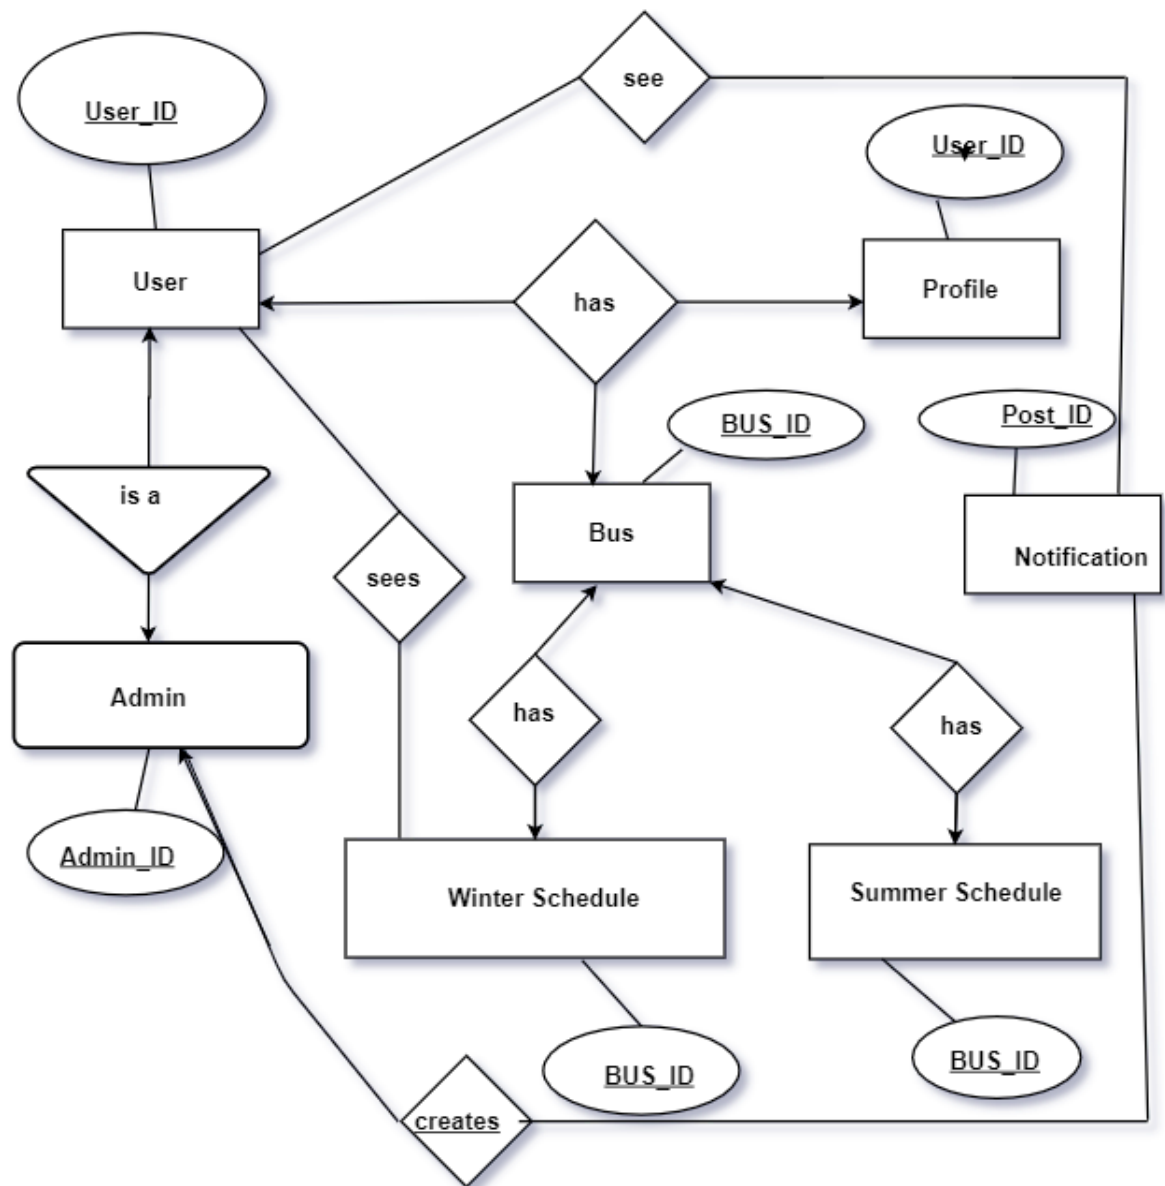 see
User_ID
User_ID
User
Profile
has
Post_ID
BUS_ID
is a
Bus
Notification
sees
Admin
has
has
Admin_ID
Winter Schedule
Summer Schedule
BUS_ID
BUS_ID
creates